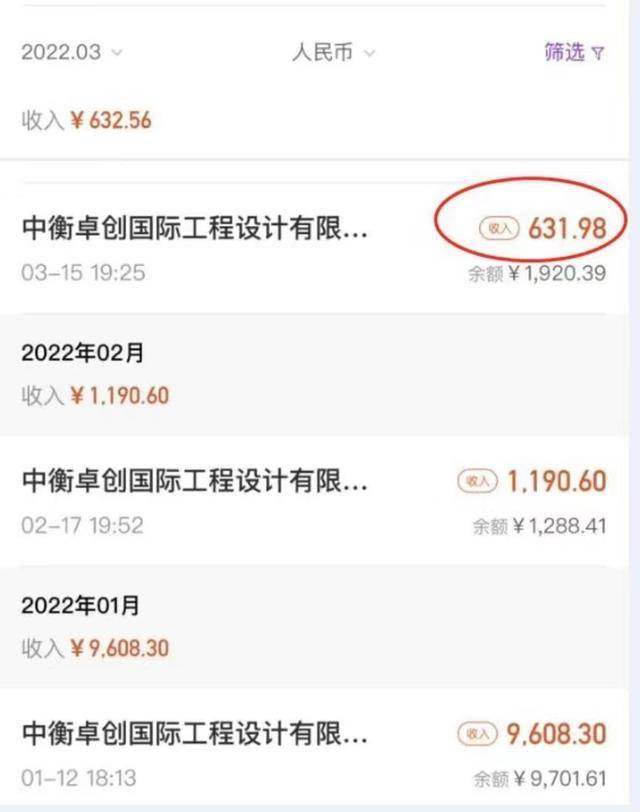 2022.03 人民币 筛选
收入 ¥632.56
中衡卓创国际工程设计有限... 收入 631.98
03-15 19:25 余额¥1,920.39
2022年02月
收入 ¥1,190.60
中衡卓创国际工程设计有限... 收入 1,190.60
02-17 19:52 余额¥1,288.41
2022年01月
收入 ¥9,608.30
中衡卓创国际工程设计有限... 收入 9,608.30
01-12 18:13 余额¥9,701.61